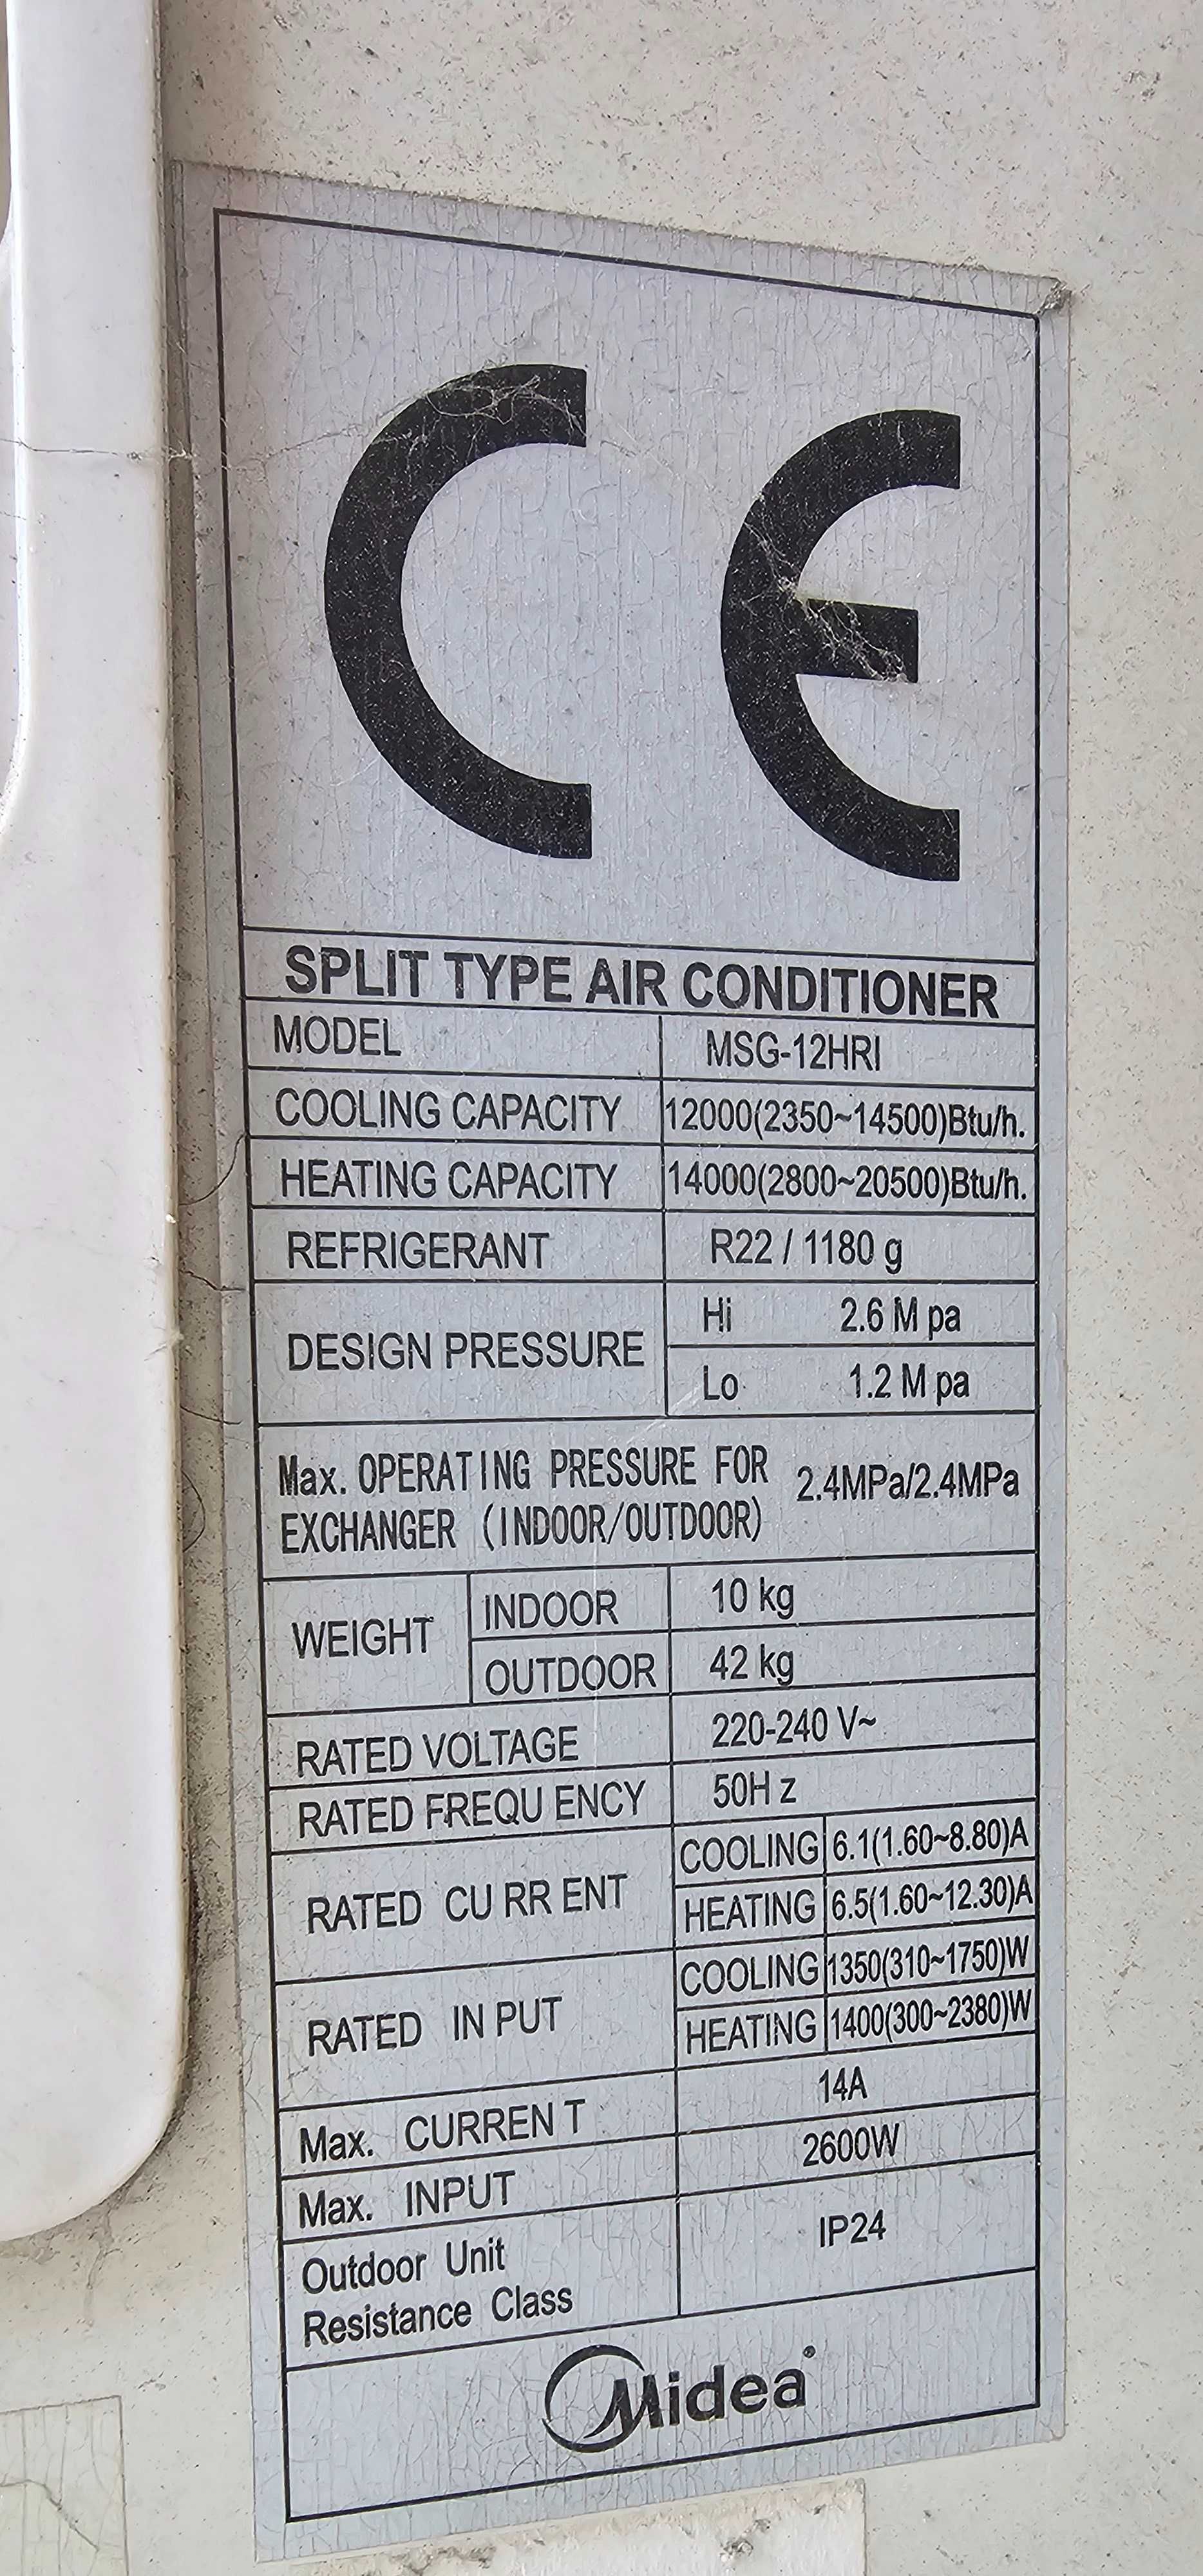 CE
SPLIT TYPE AIR CONDITIONER
MODEL MSG-12HRI
COOLING CAPACITY 12000(2350~14500)Btu/h.
HEATING CAPACITY 14000(2800~20500)Btu/h.
REFRIGERANT R22 / 1180 g
DESIGN PRESSURE Hi 2.6 M pa
Lo 1.2 M pa
Max. OPERATING PRESSURE FOR
EXCHANGER (INDOOR/OUTDOOR) 2.4MPa/2.4MPa
WEIGHT INDOOR 10 kg
OUTDOOR 42 kg
RATED VOLTAGE 220-240 V~
RATED FREQU ENCY 50H z
RATED CU RR ENT COOLING 6.1(1.60~8.80)A
HEATING 6.5(1.60~12.30)A
RATED IN PUT COOLING 1350(310~1750)W
HEATING 1400(300~2380)W
Max. CURREN T 14A
Max. INPUT 2600W
Outdoor Unit
Resistance Class IP24
Midea